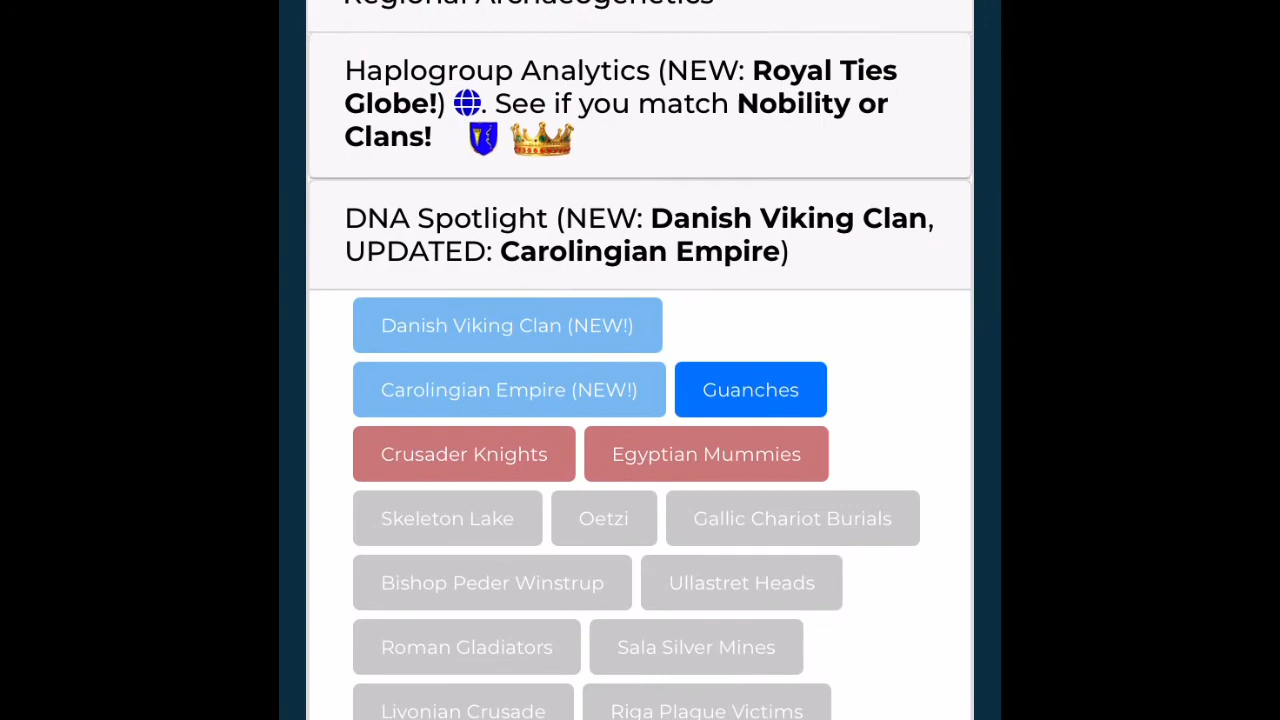 Regional Archaeogenetics
Haplogroup Analytics (NEW: Royal Ties
Globe!) . See if you match Nobility or
Clans!
DNA Spotlight (NEW: Danish Viking Clan,
UPDATED: Carolingian Empire)
Danish Viking Clan (NEW!)
Carolingian Empire (NEW!) Guanches
Crusader Knights Egyptian Mummies
Skeleton Lake Oetzi Gallic Chariot Burials
Bishop Peder Winstrup Ullastret Heads
Roman Gladiators Sala Silver Mines
Livonian Crusade Riga Plague Victims